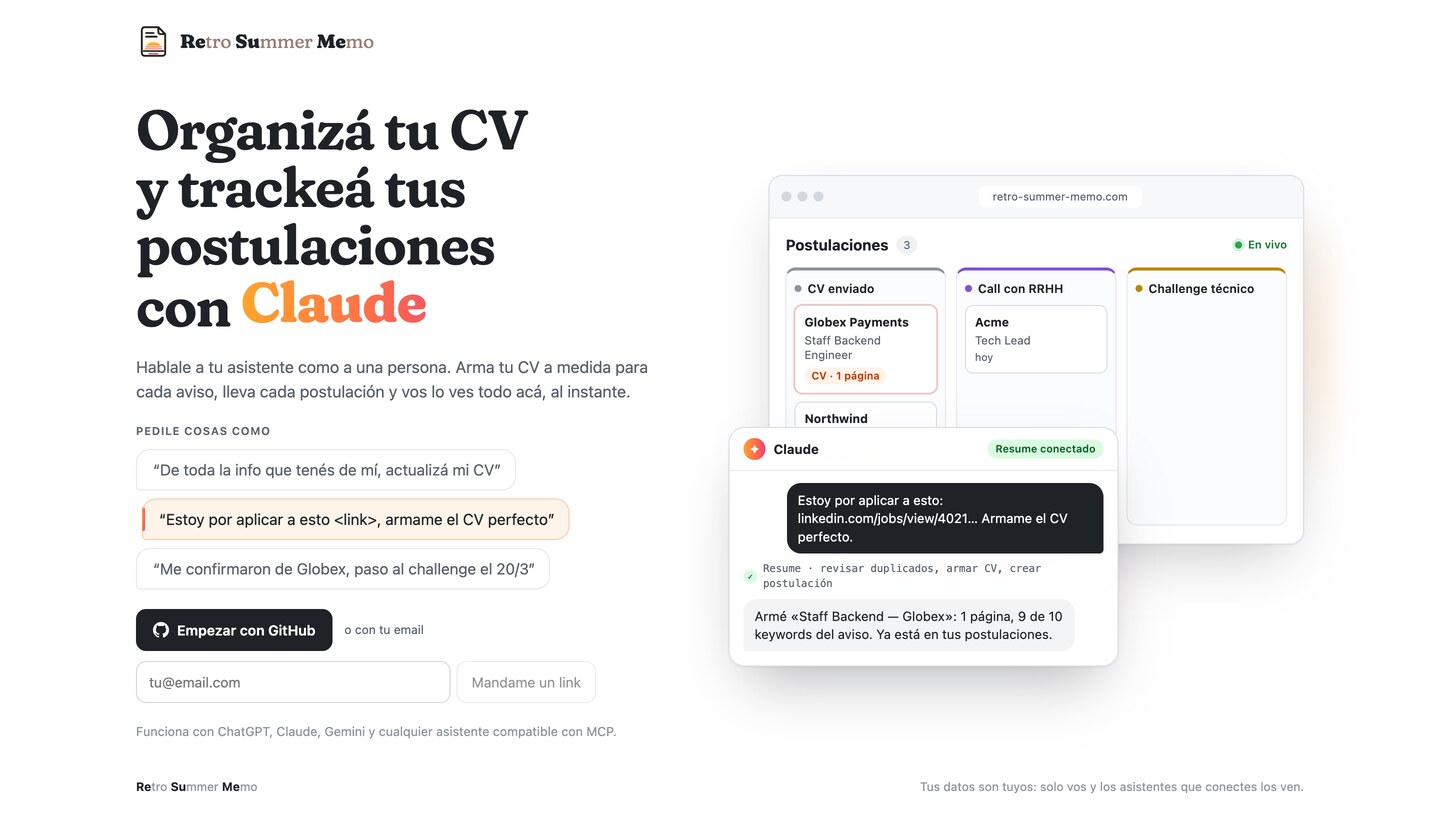 Retro Summer Memo
Organizá tu CV
y trackeá tus
postulaciones
con Claude
Hablale a tu asistente como a una persona. Arma tu CV a medida para
cada aviso, lleva cada postulación y vos lo ves todo acá, al instante.
PEDILE COSAS COMO
“De toda la info que tenés de mí, actualizá mi CV”
“Estoy por aplicar a esto <link>, armame el CV perfecto”
“Me confirmaron de Globex, paso al challenge el 20/3”
Empezar con GitHub
o con tu email
tu@email.com
Mandame un link
Funciona con ChatGPT, Claude, Gemini y cualquier asistente compatible con MCP.
retro-summer-memo.com
Postulaciones 3
En vivo
CV enviado
Globex Payments
Staff Backend
Engineer
CV · 1 página
Northwind
Call con RRHH
Acme
Tech Lead
hoy
Challenge técnico
Claude
Resume conectado
Estoy por aplicar a esto:
linkedin.com/jobs/view/4021… Armame el CV
perfecto.
Resume · revisar duplicados, armar CV, crear
postulación
Armé «Staff Backend — Globex»: 1 página, 9 de 10
keywords del aviso. Ya está en tus postulaciones.
Retro Summer Memo
Tus datos son tuyos: solo vos y los asistentes que conectes los ven.